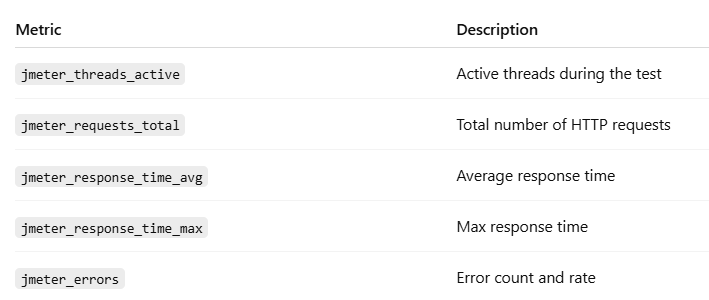 Metric Description
jmeter_threads_active Active threads during the test
jmeter_requests_total Total number of HTTP requests
jmeter_response_time_avg Average response time
jmeter_response_time_max Max response time
jmeter_errors Error count and rate